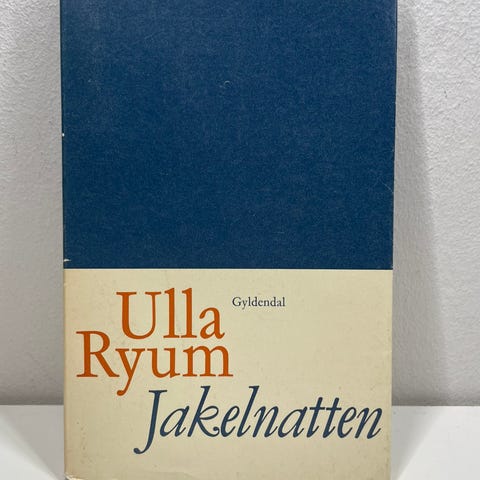 Ulla
Gyldendal
Ryum
Jakelnatten